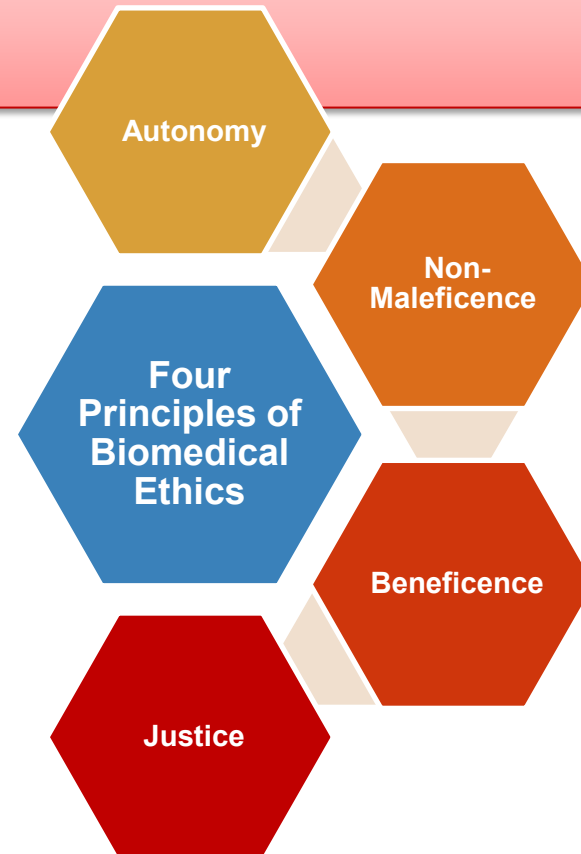 Autonomy
Non-
Maleficence
Four
Principles of
Biomedical
Ethics
Beneficence
Justice